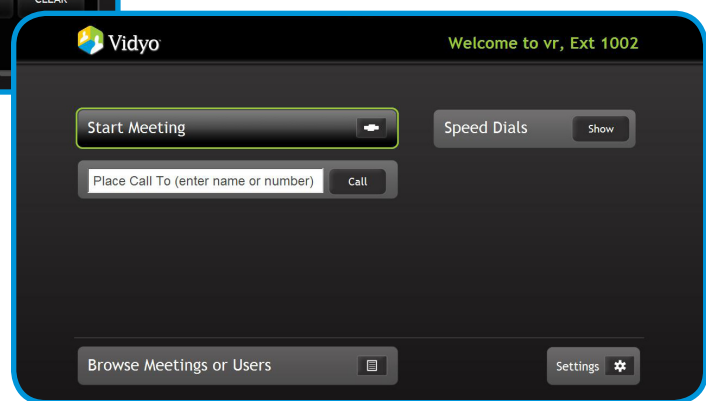 CLEAR
Vidyo
Welcome to vr, Ext 1002
Start Meeting
Speed Dials Show
Place Call To (enter name or number) Call
Browse Meetings or Users
Settings